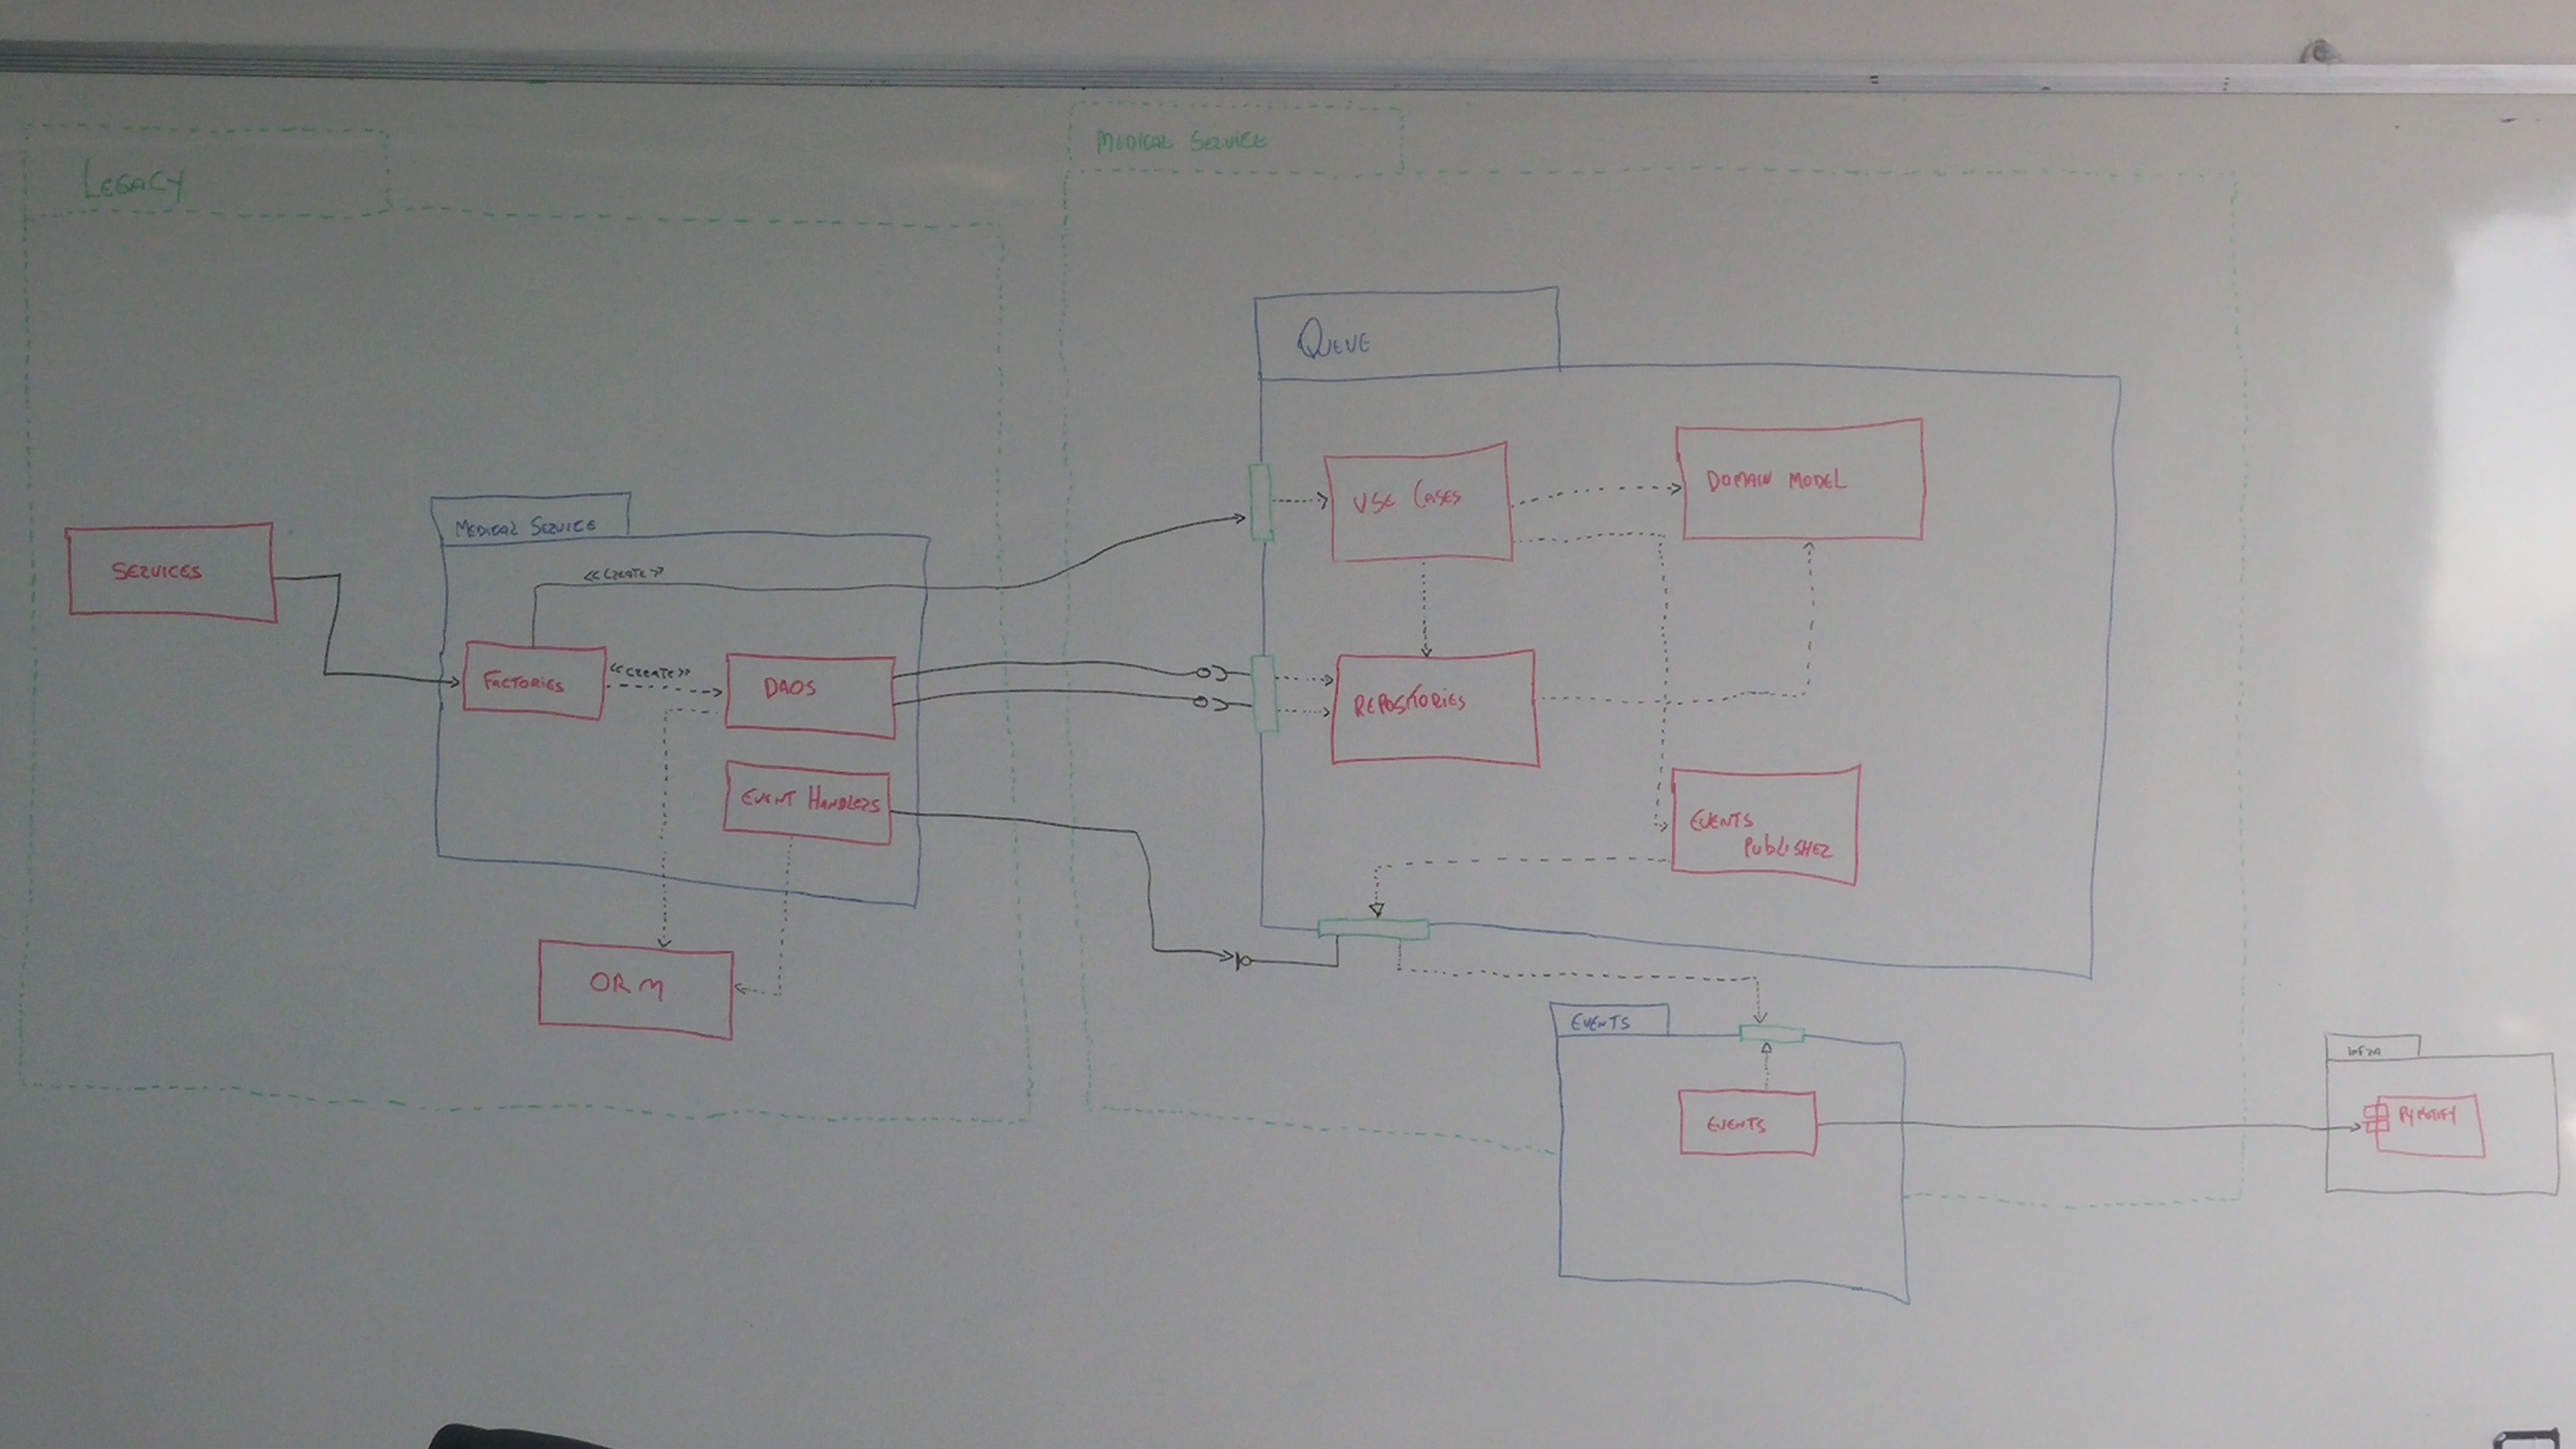 LEGACY
MEDICAL SERVICE
QUEUE
USE CASES
DOMAIN MODEL
MEDICAL SERVICE
SERVICES
<<CREATE>>
FACTORIES
<<CREATE>>
DAOS
REPOSITORIES
EVENT HANDLERS
EVENTS
PUBLISHER
ORM
EVENTS
INFRA
EVENTS
PYNOTIFY